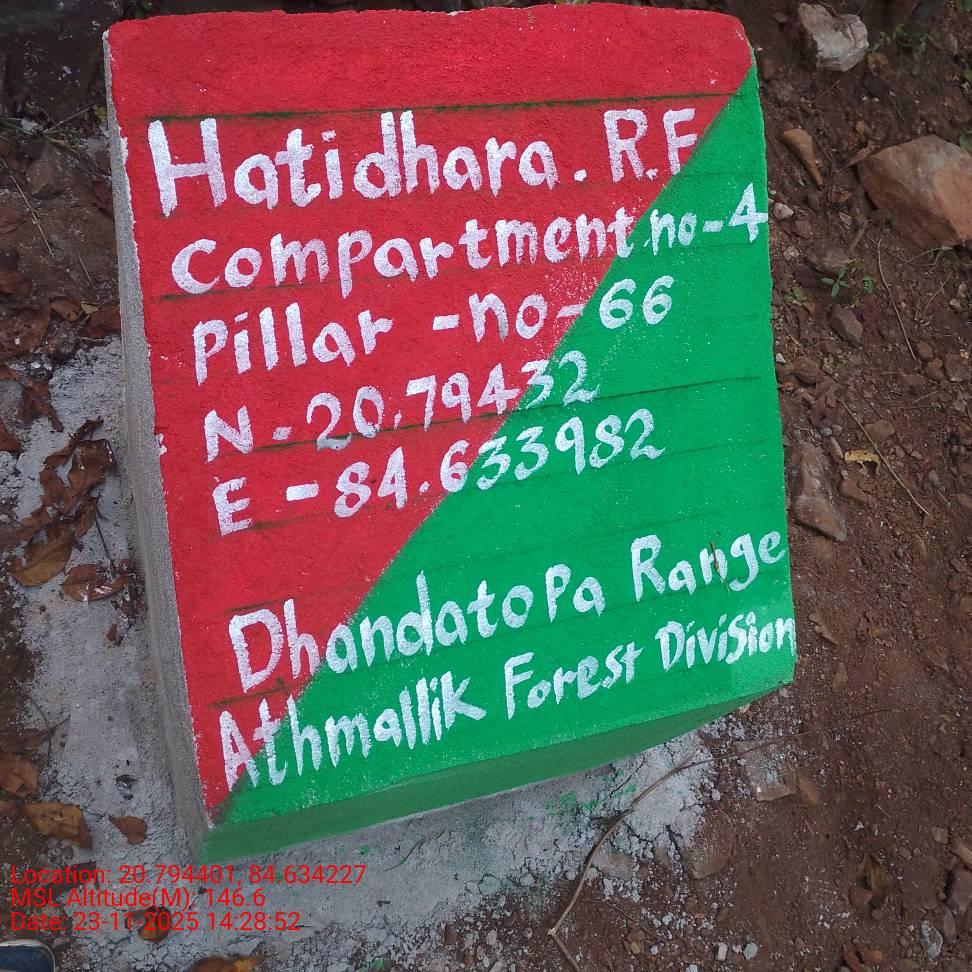 Hatidhara. R.F
Compartment no-4
Pillar - no - 66
N - 20.79432
E - 84.633982
Dhandatopa Range
Athmallik Forest Division
Location: 20.794401, 84.634227
MSL Altitude(M): 146.6
Date: 23-11-2025 14:28:52